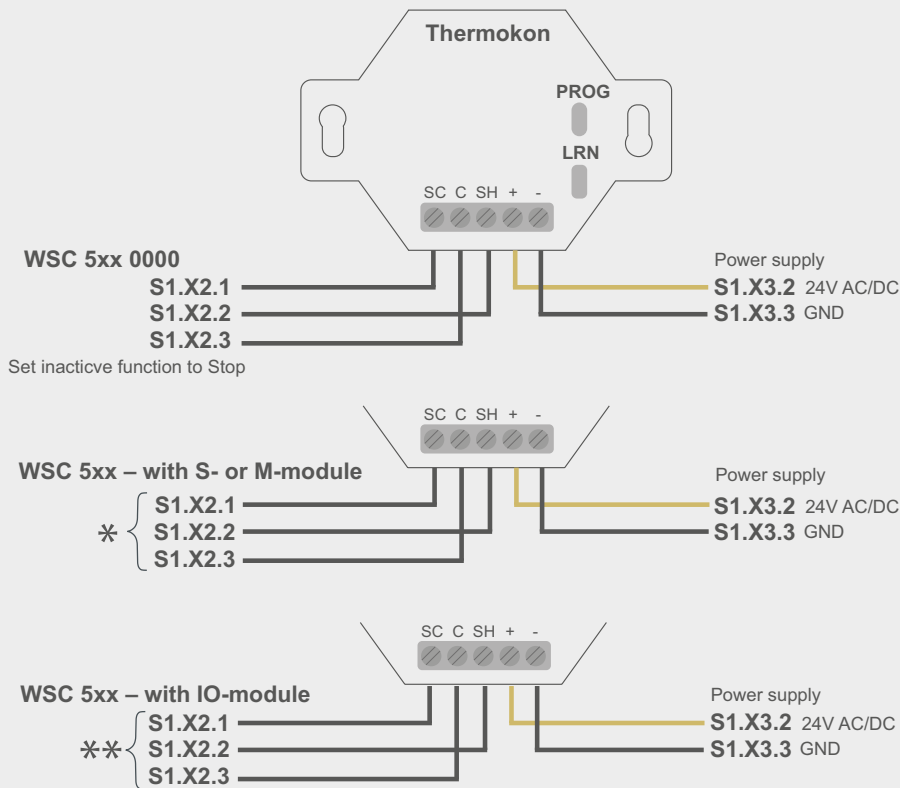 Thermokon
PROG
LRN
SC C SH + -
WSC 5xx 0000
S1.X2.1
S1.X2.2
S1.X2.3
Set inacticve function to Stop
Power supply
S1.X3.2 24V AC/DC
S1.X3.3 GND
SC C SH + -
WSC 5xx – with S- or M-module
* S1.X2.1
S1.X2.2
S1.X2.3
Power supply
S1.X3.2 24V AC/DC
S1.X3.3 GND
SC C SH + -
WSC 5xx – with IO-module
** S1.X2.1
S1.X2.2
S1.X2.3
Power supply
S1.X3.2 24V AC/DC
S1.X3.3 GND